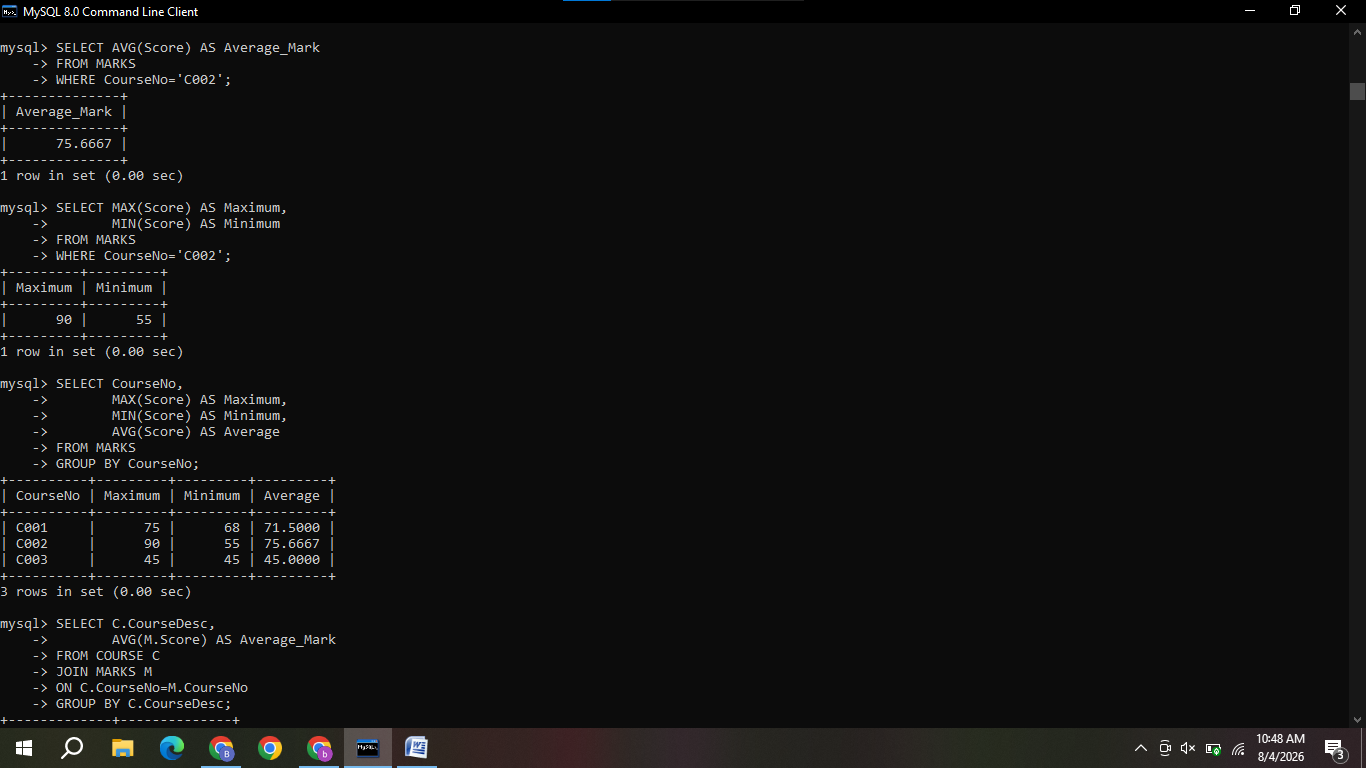 MySQL 8.0 Command Line Client
mysql> SELECT AVG(Score) AS Average_Mark
    -> FROM MARKS
    -> WHERE CourseNo='C002';
+--------------+
| Average_Mark |
+--------------+
|      75.6667 |
+--------------+
1 row in set (0.00 sec)

mysql> SELECT MAX(Score) AS Maximum,
    ->        MIN(Score) AS Minimum
    -> FROM MARKS
    -> WHERE CourseNo='C002';
+---------+---------+
| Maximum | Minimum |
+---------+---------+
|      90 |      55 |
+---------+---------+
1 row in set (0.00 sec)

mysql> SELECT CourseNo,
    ->        MAX(Score) AS Maximum,
    ->        MIN(Score) AS Minimum,
    ->        AVG(Score) AS Average
    -> FROM MARKS
    -> GROUP BY CourseNo;
+----------+---------+---------+---------+
| CourseNo | Maximum | Minimum | Average |
+----------+---------+---------+---------+
| C001     |      75 |      68 | 71.5000 |
| C002     |      90 |      55 | 75.6667 |
| C003     |      45 |      45 | 45.0000 |
+----------+---------+---------+---------+
3 rows in set (0.00 sec)

mysql> SELECT C.CourseDesc,
    ->        AVG(M.Score) AS Average_Mark
    -> FROM COURSE C
    -> JOIN MARKS M
    -> ON C.CourseNo=M.CourseNo
    -> GROUP BY C.CourseDesc;
+-------------+--------------+
B
b
MySQL
W
10:48 AM
8/4/2026
3